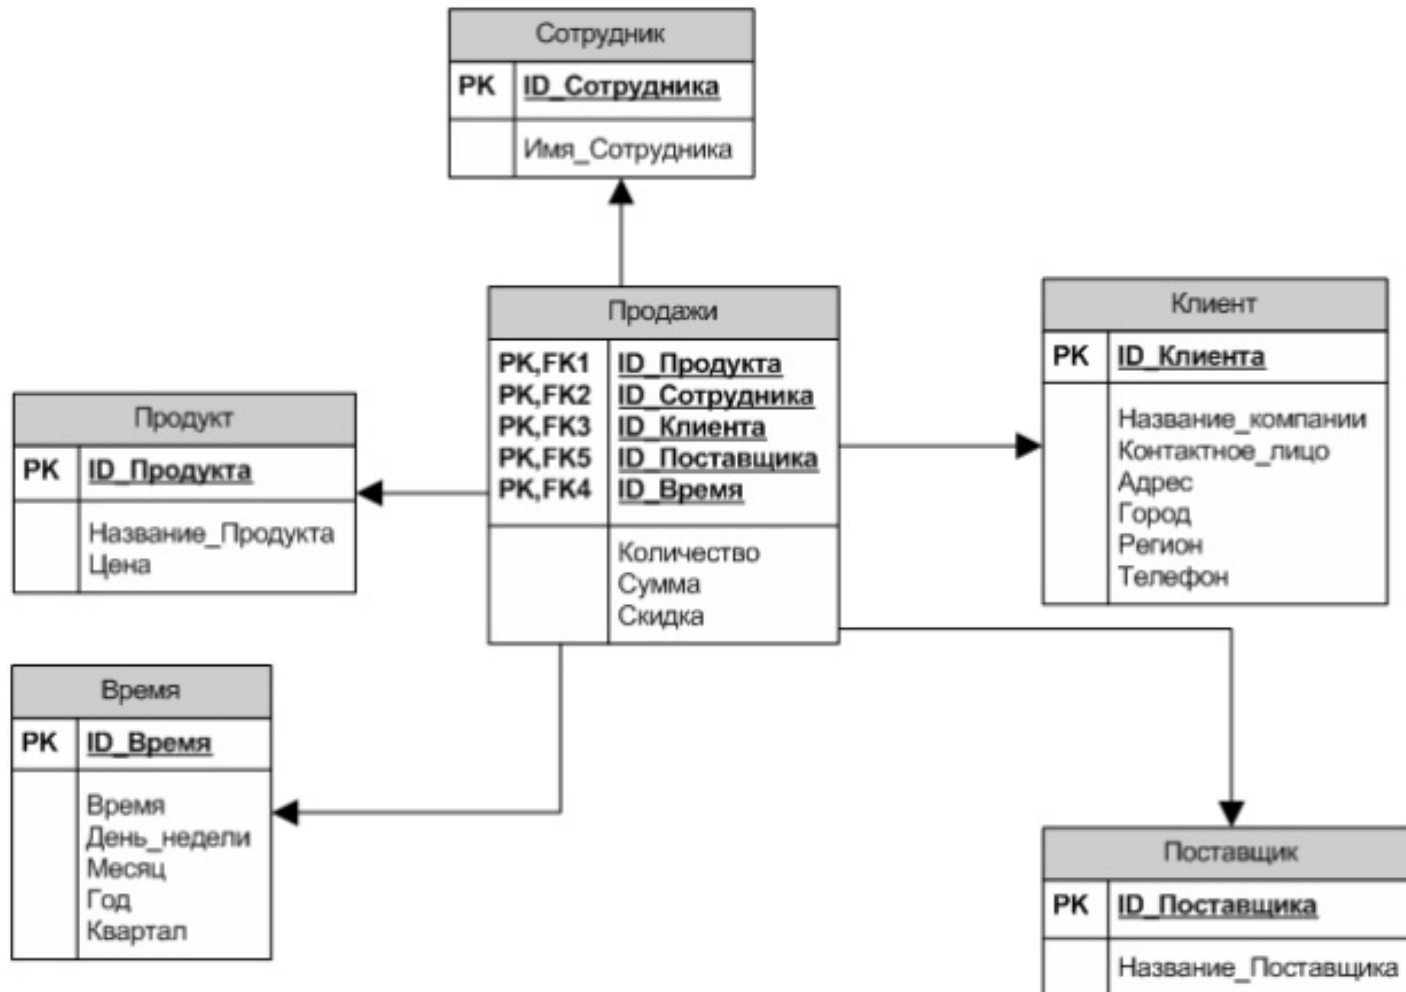 Сотрудник
PK ID_Сотрудника
Имя_Сотрудника
Продажи
PK,FK1 ID_Продукта
PK,FK2 ID_Сотрудника
PK,FK3 ID_Клиента
PK,FK5 ID_Поставщика
PK,FK4 ID_Время
Количество
Сумма
Скидка
Клиент
PK ID_Клиента
Название_компании
Контактное_лицо
Адрес
Город
Регион
Телефон
Продукт
PK ID_Продукта
Название_Продукта
Цена
Время
PK ID_Время
Время
День_недели
Месяц
Год
Квартал
Поставщик
PK ID_Поставщика
Название_Поставщика